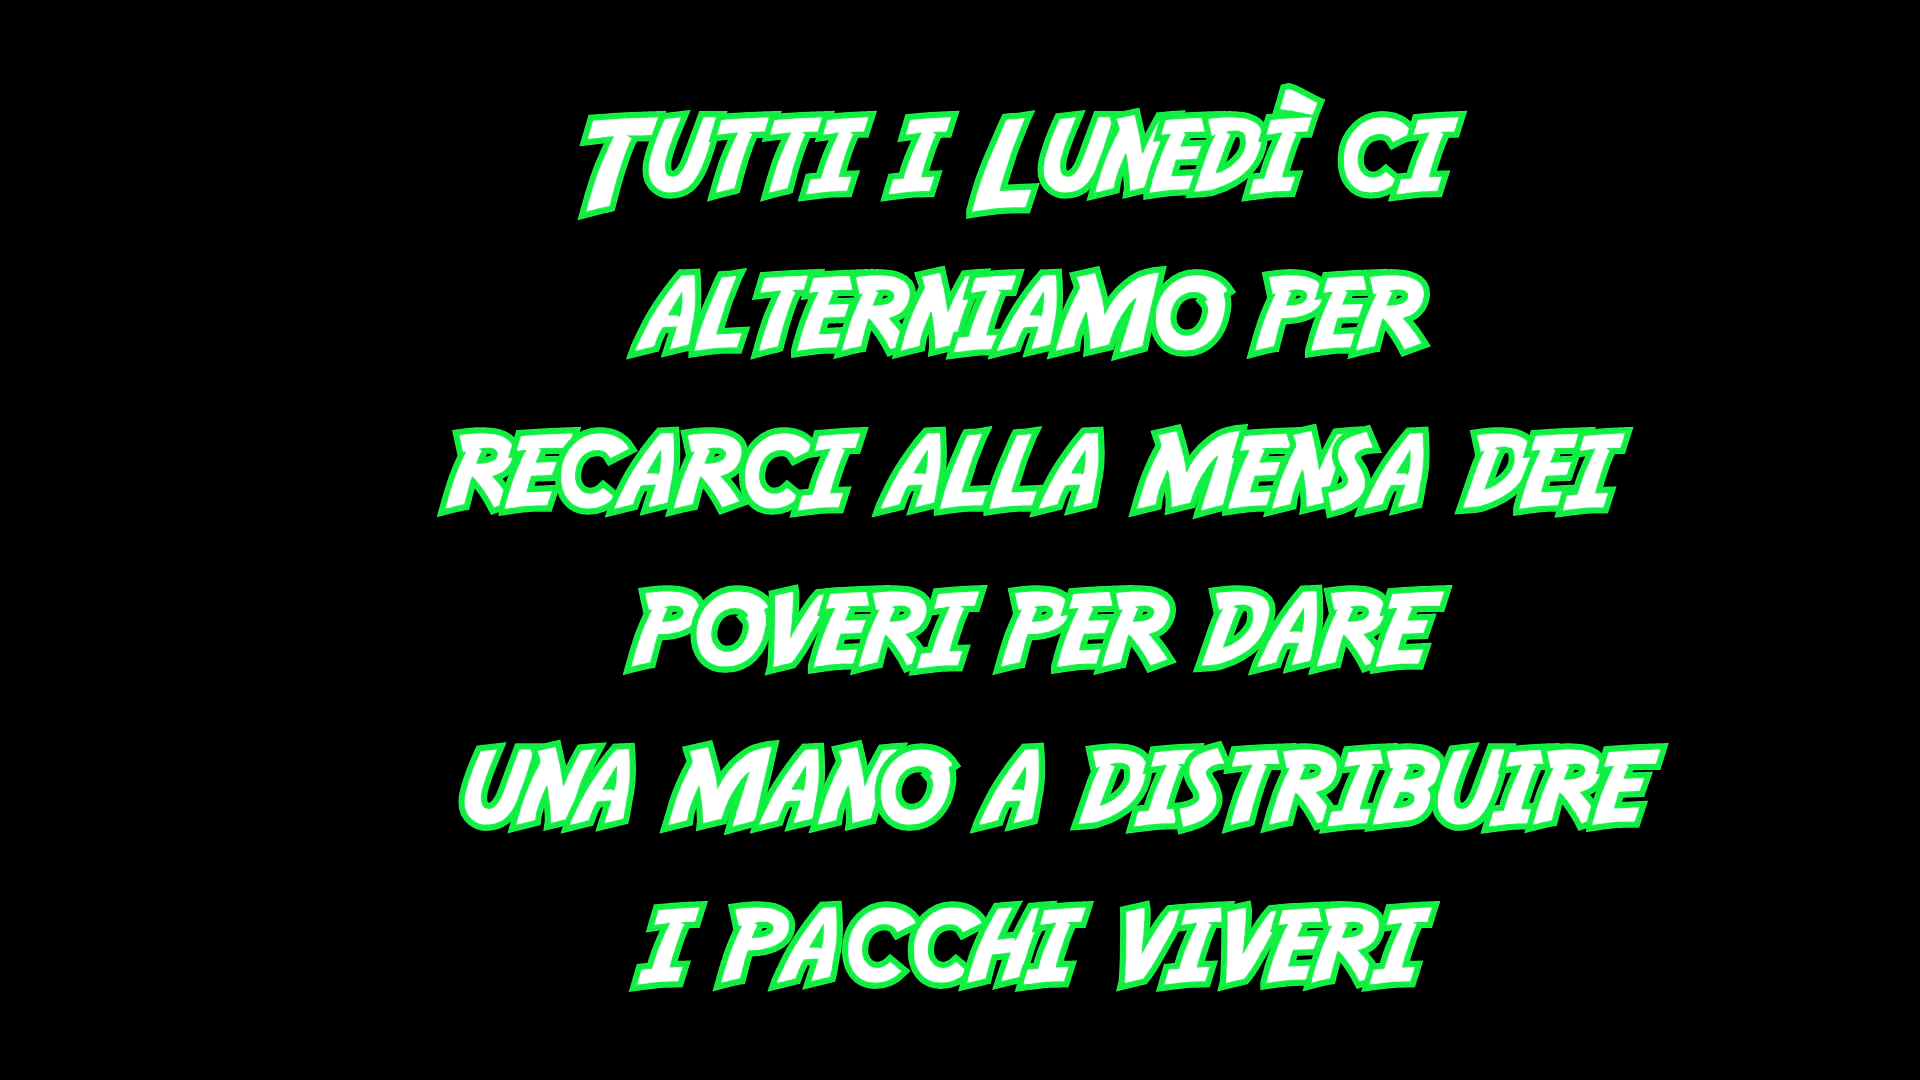 Tutti i Lunedì ci
alterniamo per
recarci alla mensa dei
poveri per dare
una mano a distribuire
i pacchi viveri